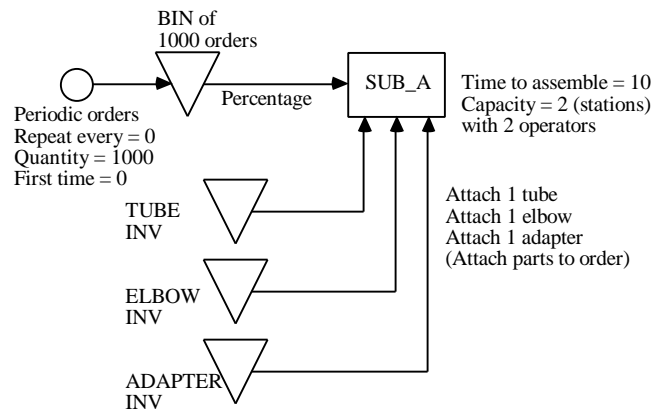 BIN of
1000 orders
SUB_A
Time to assemble = 10
Capacity = 2 (stations)
with 2 operators
Percentage
Periodic orders
Repeat every = 0
Quantity = 1000
First time = 0
TUBE
INV
Attach 1 tube
Attach 1 elbow
Attach 1 adapter
(Attach parts to order)
ELBOW
INV
ADAPTER
INV